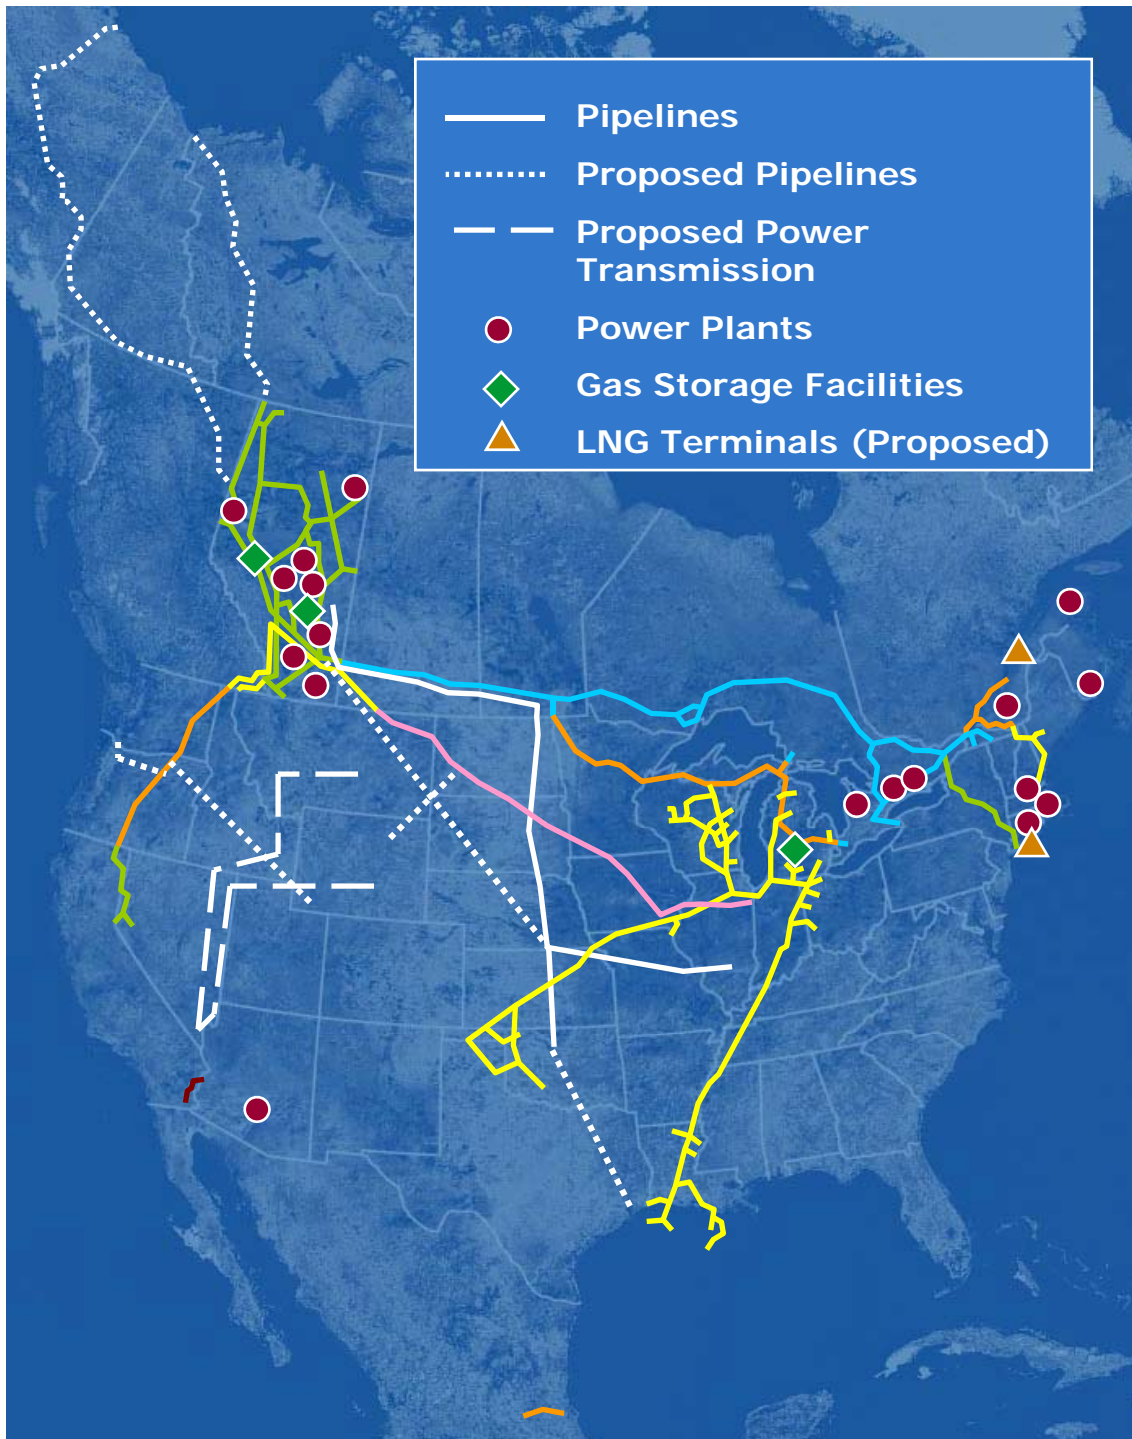 Pipelines
Proposed Pipelines
Proposed Power
Transmission
Power Plants
Gas Storage Facilities
LNG Terminals (Proposed)